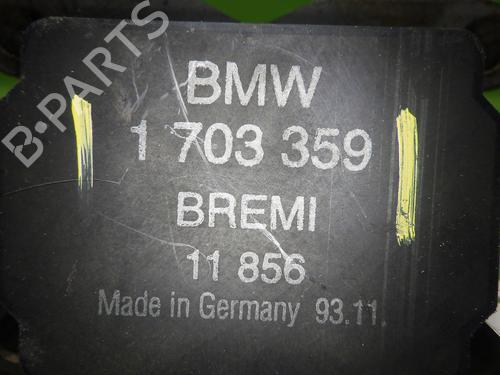 B-PARTS
BMW
1 703 359
BREMI
11 856
Made in Germany 93.11.